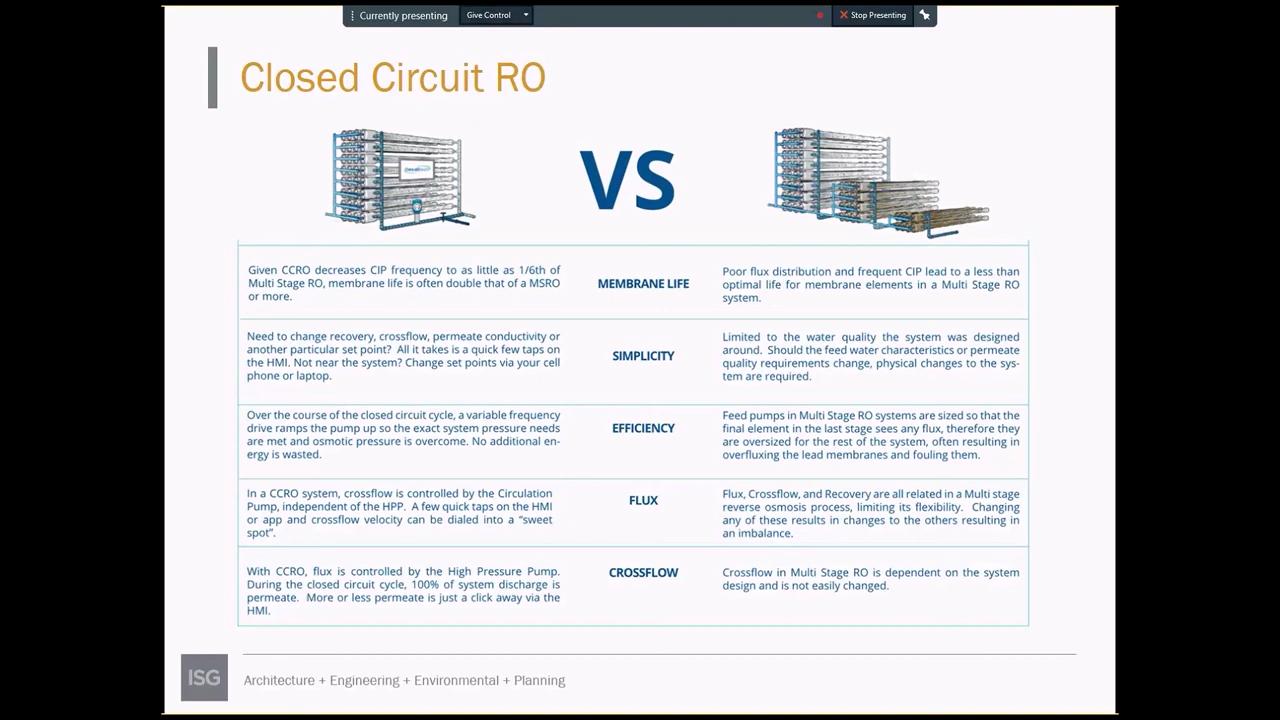 Currently presenting
Give Control
Stop Presenting
Closed Circuit RO
VS
Given CCRO decreases CIP frequency to as little as 1/6th of
Multi Stage RO, membrane life is often double that of a MSRO
or more.
MEMBRANE LIFE
Poor flux distribution and frequent CIP lead to a less than
optimal life for membrane elements in a Multi Stage RO
system.
Need to change recovery, crossflow, permeate conductivity or
another particular set point? All it takes is a quick few taps on
the HMI. Not near the system? Change set points via your cell
phone or laptop.
SIMPLICITY
Limited to the water quality the system was designed
around. Should the feed water characteristics or permeate
quality requirements change, physical changes to the sys-
tem are required.
Over the course of the closed circuit cycle, a variable frequency
drive ramps the pump up so the exact system pressure needs
are met and osmotic pressure is overcome. No additional en-
ergy is wasted.
EFFICIENCY
Feed pumps in Multi Stage RO systems are sized so that the
final element in the last stage sees any flux, therefore they
are oversized for the rest of the system, often resulting in
overfluxing the lead membranes and fouling them.
In a CCRO system, crossflow is controlled by the Circulation
Pump, independent of the HPP. A few quick taps on the HMI
or app and crossflow velocity can be dialed into a “sweet
spot”.
FLUX
Flux, Crossflow, and Recovery are all related in a Multi stage
reverse osmosis process, limiting its flexibility. Changing
any of these results in changes to the others resulting in
an imbalance.
With CCRO, flux is controlled by the High Pressure Pump.
During the closed circuit cycle, 100% of system discharge is
permeate. More or less permeate is just a click away via the
HMI.
CROSSFLOW
Crossflow in Multi Stage RO is dependent on the system
design and is not easily changed.
ISG
Architecture + Engineering + Environmental + Planning